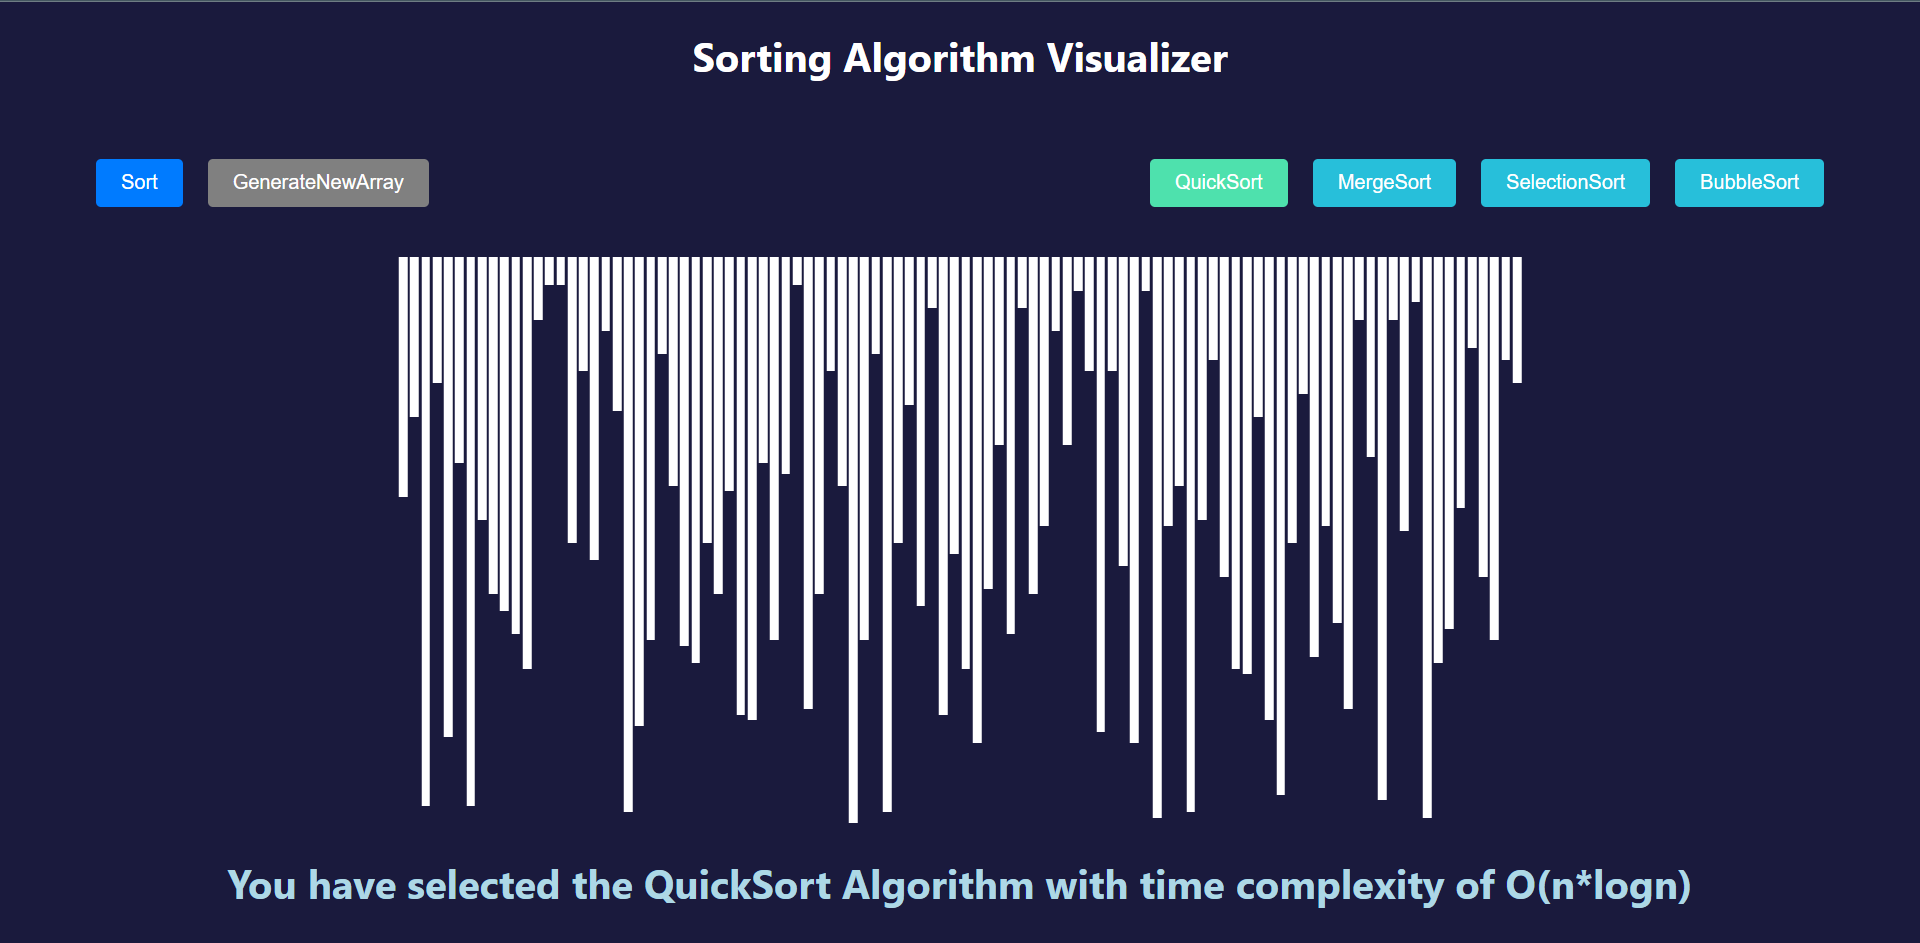 Sorting Algorithm Visualizer
Sort GenerateNewArray QuickSort MergeSort SelectionSort BubbleSort
You have selected the QuickSort Algorithm with time complexity of O(n*logn)